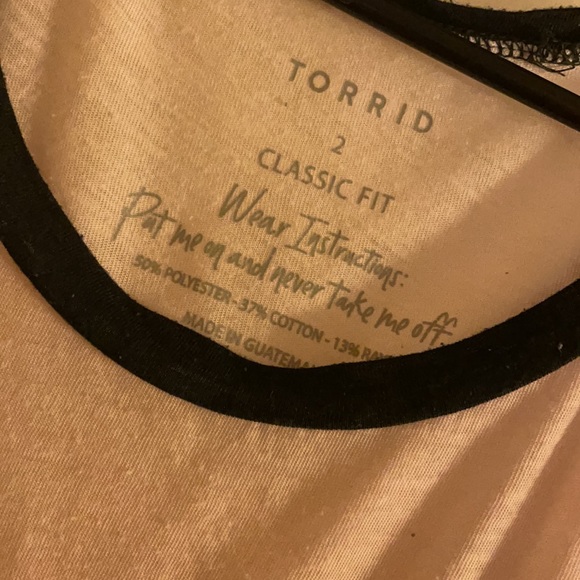 TORRID
2
CLASSIC FIT
Wear Instructions:
Put me on and never take me off.
50% POLYESTER - 37% COTTON - 13%
MADE IN